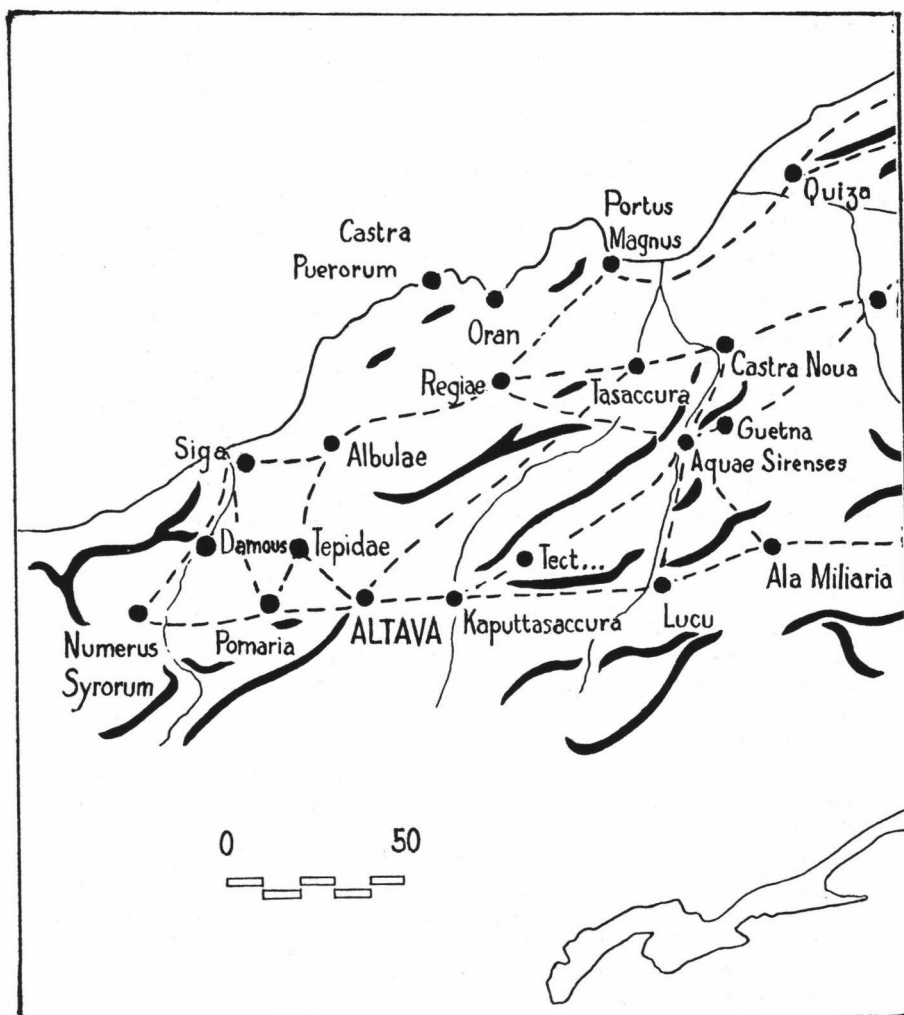 Quiza
Portus
Magnus
Castra
Puerorum
Oran
Castra Noua
Regiae
Tasaccura
Guetna
Siga
Albulae
Aquae Sirenses
Damous
Tepidae
Tect...
Ala Miliaria
Numerus
Syrorum
Pomaria
ALTAVA
Kaputtasaccura
Lucu
0 50